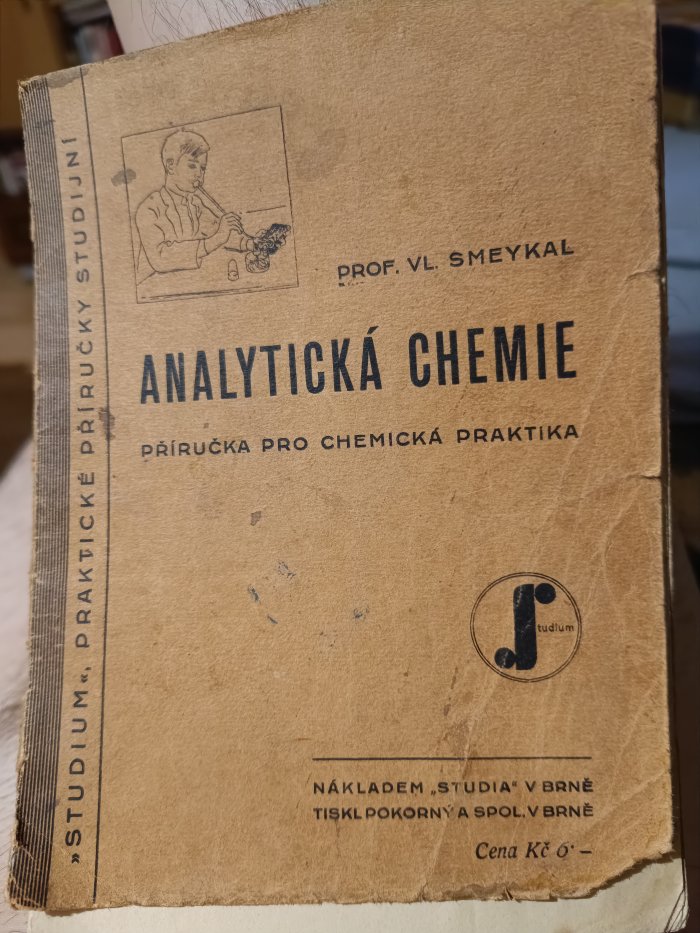 »STUDIUM«, PRAKTICKÉ PŘÍRUČKY STUDIJNÍ
PROF. VL. SMEYKAL
ANALYTICKÁ CHEMIE
PŘÍRUČKA PRO CHEMICKÁ PRAKTIKA
Studium
NÁKLADEM „STUDIA“ V BRNĚ
TISKL POKORNÝ A SPOL. V BRNĚ
Cena Kč 6·–